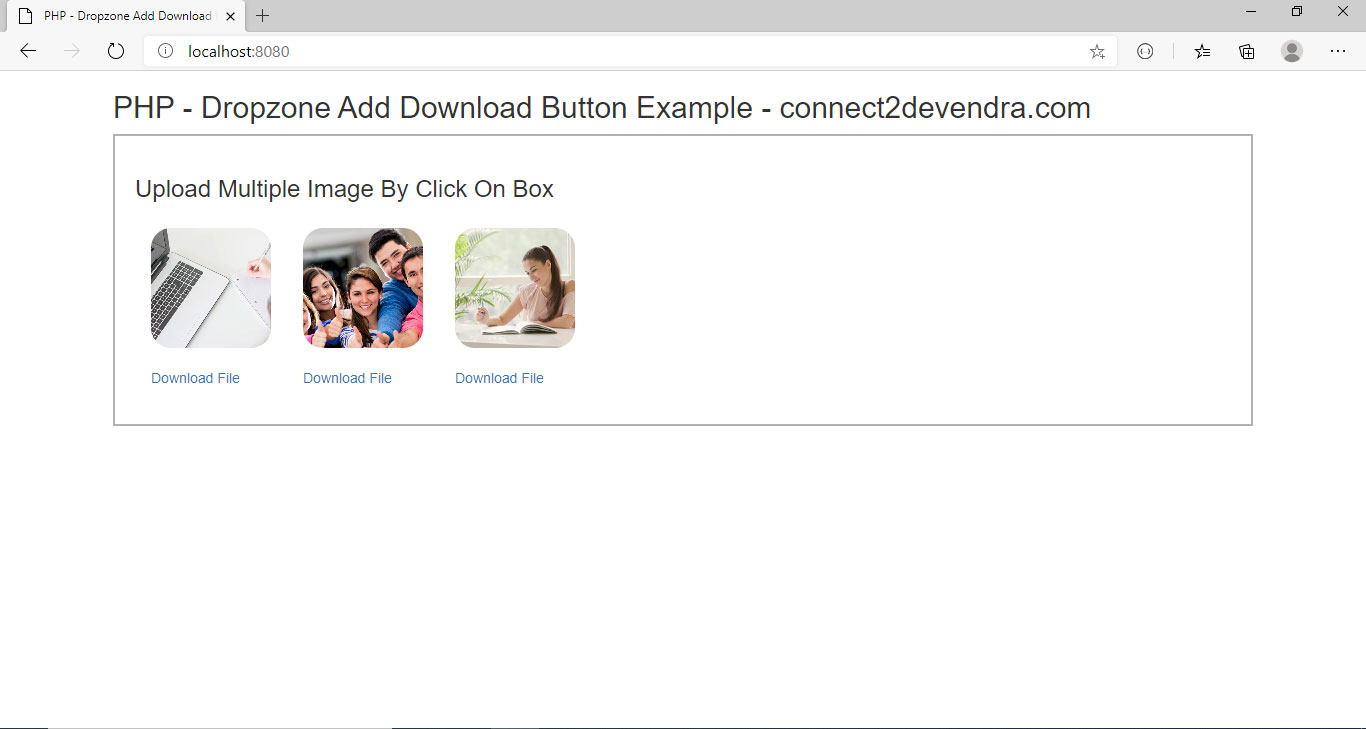 PHP - Dropzone Add Download
localhost:8080
PHP - Dropzone Add Download Button Example - connect2devendra.com
Upload Multiple Image By Click On Box
Download File
Download File
Download File